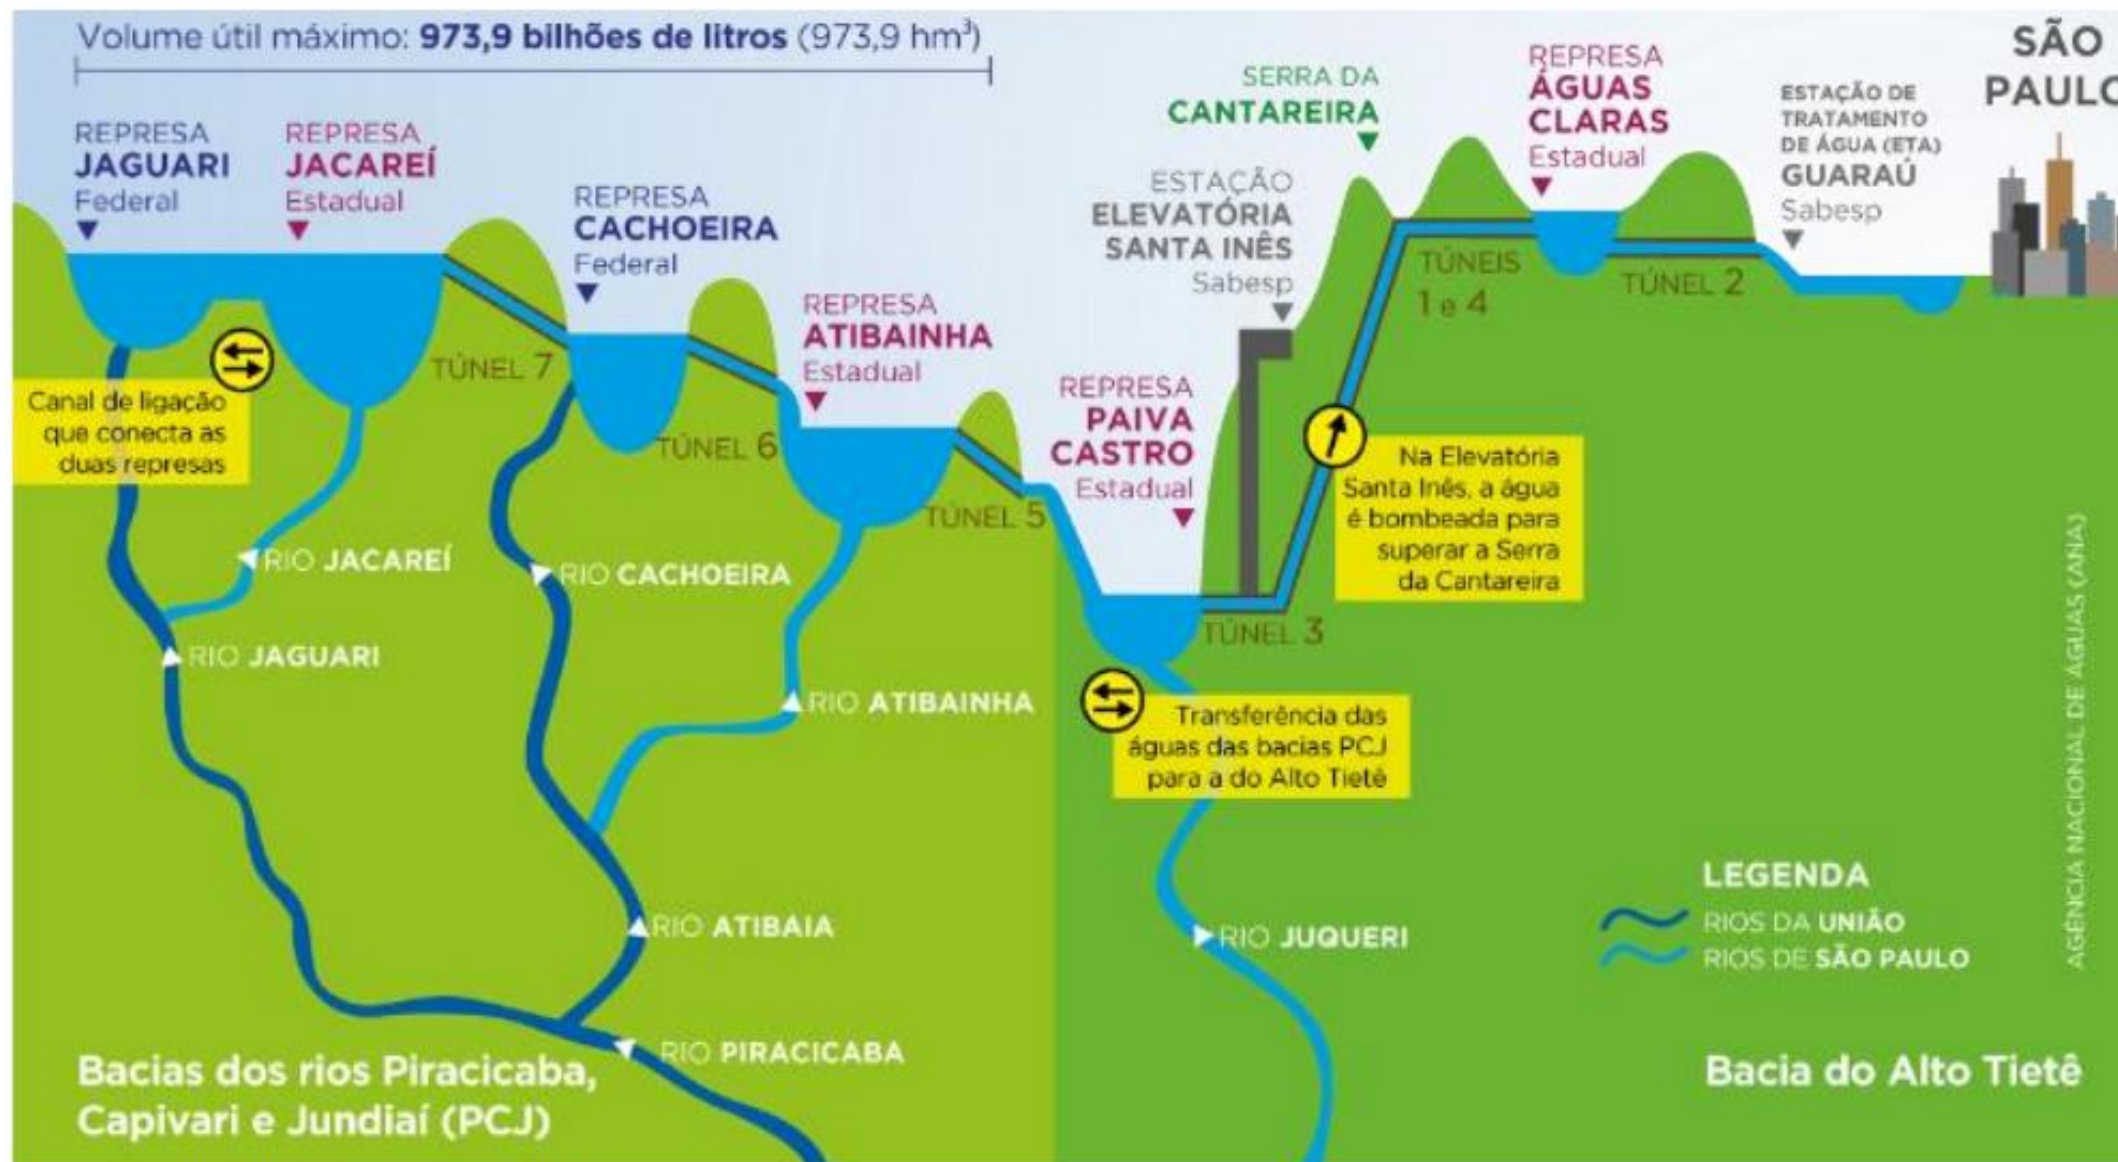 Volume útil máximo: 973,9 bilhões de litros (973,9 hm³)
REPRESA
JAGUARI
Federal
REPRESA
JACAREÍ
Estadual
REPRESA
CACHOEIRA
Federal
REPRESA
ATIBAINHA
Estadual
REPRESA
PAIVA
CASTRO
Estadual
ESTAÇÃO
ELEVATÓRIA
SANTA INÊS
Sabesp
SERRA DA
CANTAREIRA
REPRESA
ÁGUAS
CLARAS
Estadual
ESTAÇÃO DE
TRATAMENTO
DE ÁGUA (ETA)
GUARAÚ
Sabesp
SÃO
PAULO
TÚNEL 7
TÚNEL 6
TÚNEL 5
TÚNEL 3
TÚNEIS
1 e 4
TÚNEL 2
Canal de ligação
que conecta as
duas represas
Na Elevatória
Santa Inês, a água
é bombeada para
superar a Serra
da Cantareira
Transferência das
águas das bacias PCJ
para a do Alto Tietê
RIO JACAREÍ
RIO JAGUARI
RIO CACHOEIRA
RIO ATIBAINHA
RIO ATIBAIA
RIO PIRACICABA
RIO JUQUERI
LEGENDA
RIOS DA UNIÃO
RIOS DE SÃO PAULO
Bacias dos rios Piracicaba,
Capivari e Jundiaí (PCJ)
Bacia do Alto Tietê
AGÊNCIA NACIONAL DE ÁGUAS (ANA)